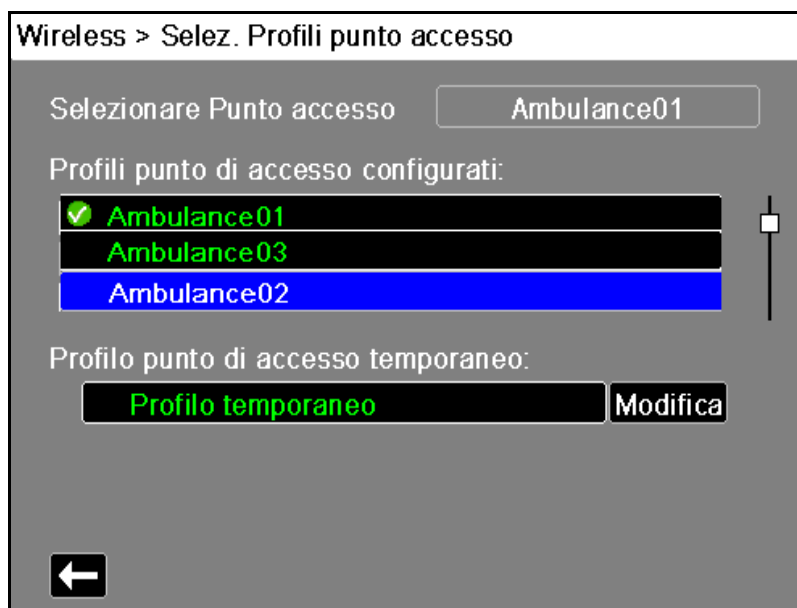 Wireless > Selez. Profili punto accesso
Selezionare Punto accesso Ambulance01
Profili punto di accesso configurati:
Ambulance01
Ambulance03
Ambulance02
Profilo punto di accesso temporaneo:
Profilo temporaneo Modifica